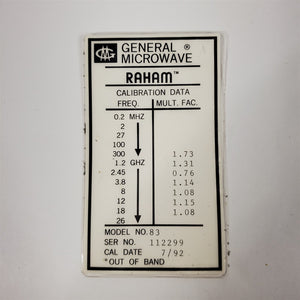 GENERAL ®
MICROWAVE
RAHAM™
CALIBRATION DATA
FREQ. MULT. FAC.
0.2 MHZ
2
27
100
300 1.73
1.2 GHZ 1.31
2.45 0.76
3.8 1.14
8 1.08
12 1.15
18 1.08
26
MODEL NO. 83
SER NO. 112299
CAL DATE 7/92
*OUT OF BAND